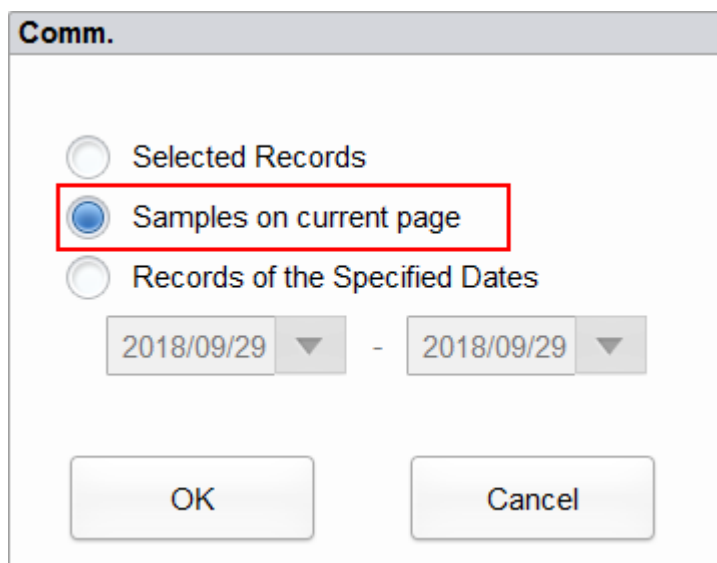 Comm.
Selected Records
Samples on current page
Records of the Specified Dates
2018/09/29 - 2018/09/29
OK Cancel